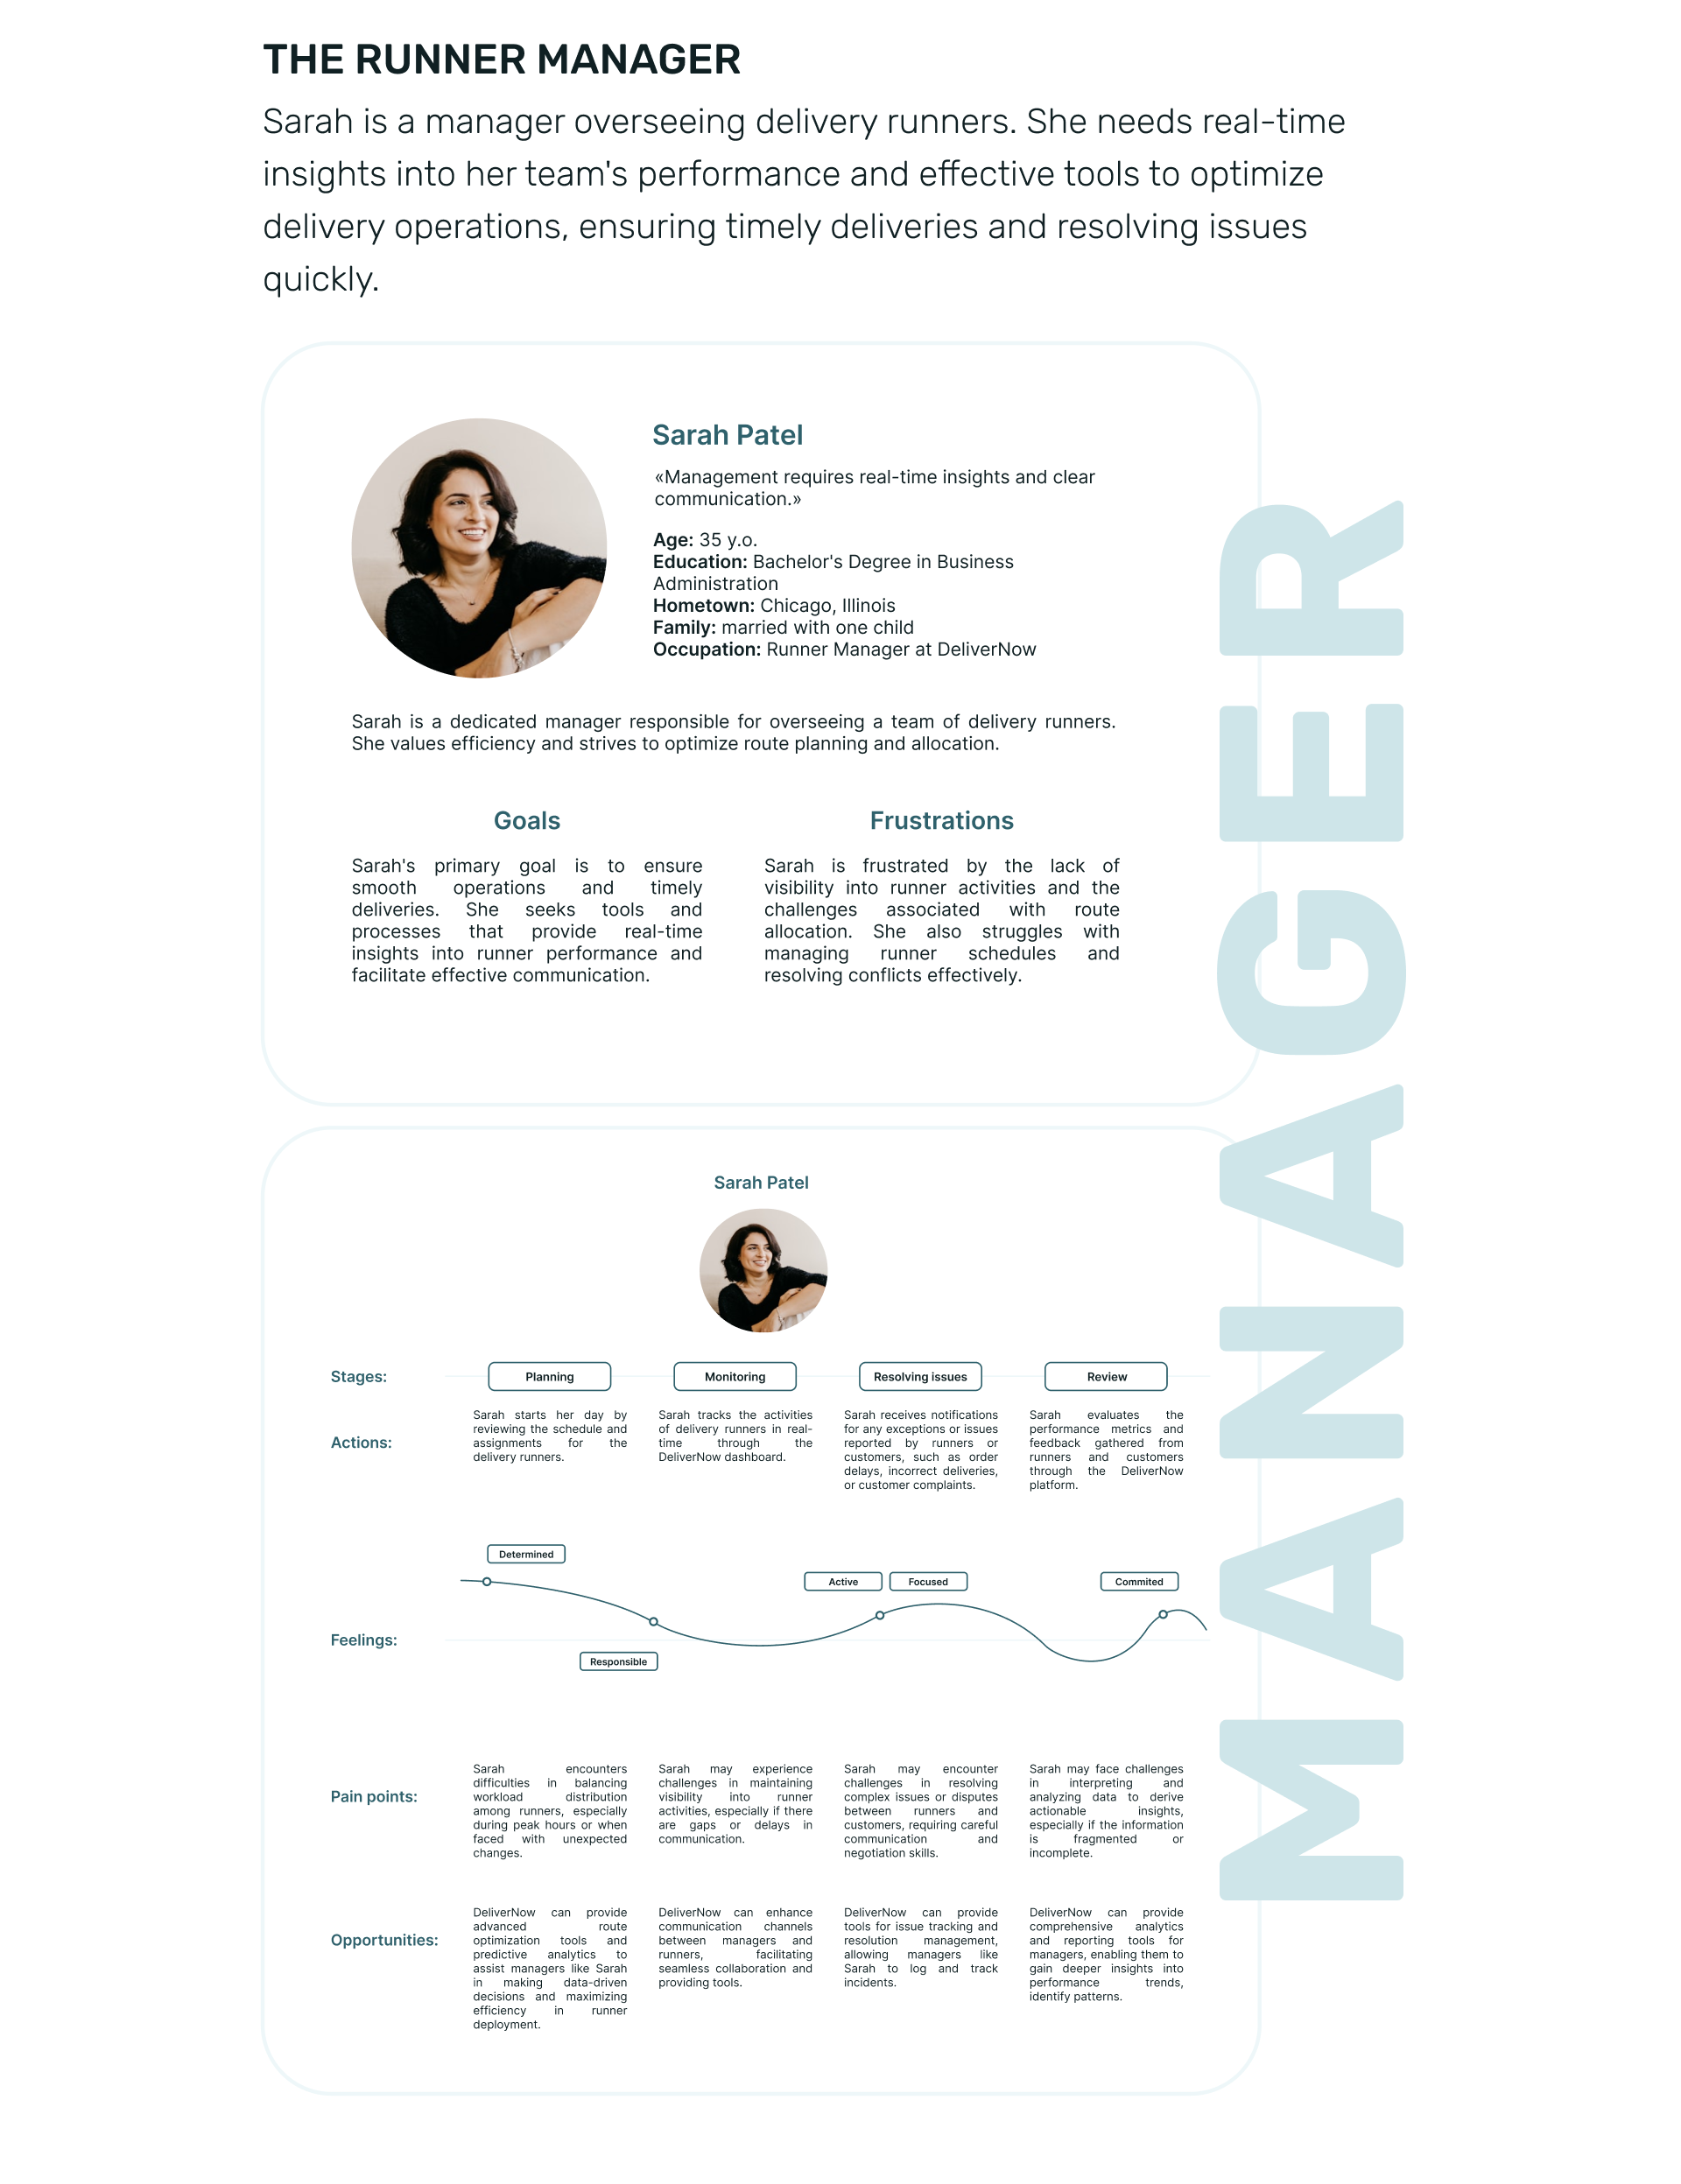 THE RUNNER MANAGER
Sarah is a manager overseeing delivery runners. She needs real-time
insights into her team's performance and effective tools to optimize
delivery operations, ensuring timely deliveries and resolving issues
quickly.
Sarah Patel
«Management requires real-time insights and clear
communication.»
Age: 35 y.o.
Education: Bachelor's Degree in Business
Administration
Hometown: Chicago, Illinois
Family: married with one child
Occupation: Runner Manager at DeliverNow
Sarah is a dedicated manager responsible for overseeing a team of delivery runners.
She values efficiency and strives to optimize route planning and allocation.
Goals
Sarah's primary goal is to ensure
smooth operations and timely
deliveries. She seeks tools and
processes that provide real-time
insights into runner performance and
facilitate effective communication.
Frustrations
Sarah is frustrated by the lack of
visibility into runner activities and the
challenges associated with route
allocation. She also struggles with
managing runner schedules and
resolving conflicts effectively.
MANAGER
Sarah Patel
Stages:
Planning
Monitoring
Resolving issues
Review
Actions:
Sarah starts her day by
reviewing the schedule and
assignments for the
delivery runners.
Sarah tracks the activities
of delivery runners in real-
time through the
DeliverNow dashboard.
Sarah receives notifications
for any exceptions or issues
reported by runners or
customers, such as order
delays, incorrect deliveries,
or customer complaints.
Sarah evaluates the
performance metrics and
feedback gathered from
runners and customers
through the DeliverNow
platform.
Feelings:
Determined
Responsible
Active
Focused
Commited
Pain points:
Sarah encounters
difficulties in balancing
workload distribution
among runners, especially
during peak hours or when
faced with unexpected
changes.
Sarah may experience
challenges in maintaining
visibility into runner
activities, especially if there
are gaps or delays in
communication.
Sarah may encounter
challenges in resolving
complex issues or disputes
between runners and
customers, requiring careful
communication and
negotiation skills.
Sarah may face challenges
in interpreting and
analyzing data to derive
actionable insights,
especially if the information
is fragmented or
incomplete.
Opportunities:
DeliverNow can provide
advanced route
optimization tools and
predictive analytics to
assist managers like Sarah
in making data-driven
decisions and maximizing
efficiency in runner
deployment.
DeliverNow can enhance
communication channels
between managers and
runners, facilitating
seamless collaboration and
providing tools.
DeliverNow can provide
tools for issue tracking and
resolution management,
allowing managers like
Sarah to log and track
incidents.
DeliverNow can provide
comprehensive analytics
and reporting tools for
managers, enabling them to
gain deeper insights into
performance trends,
identify patterns.